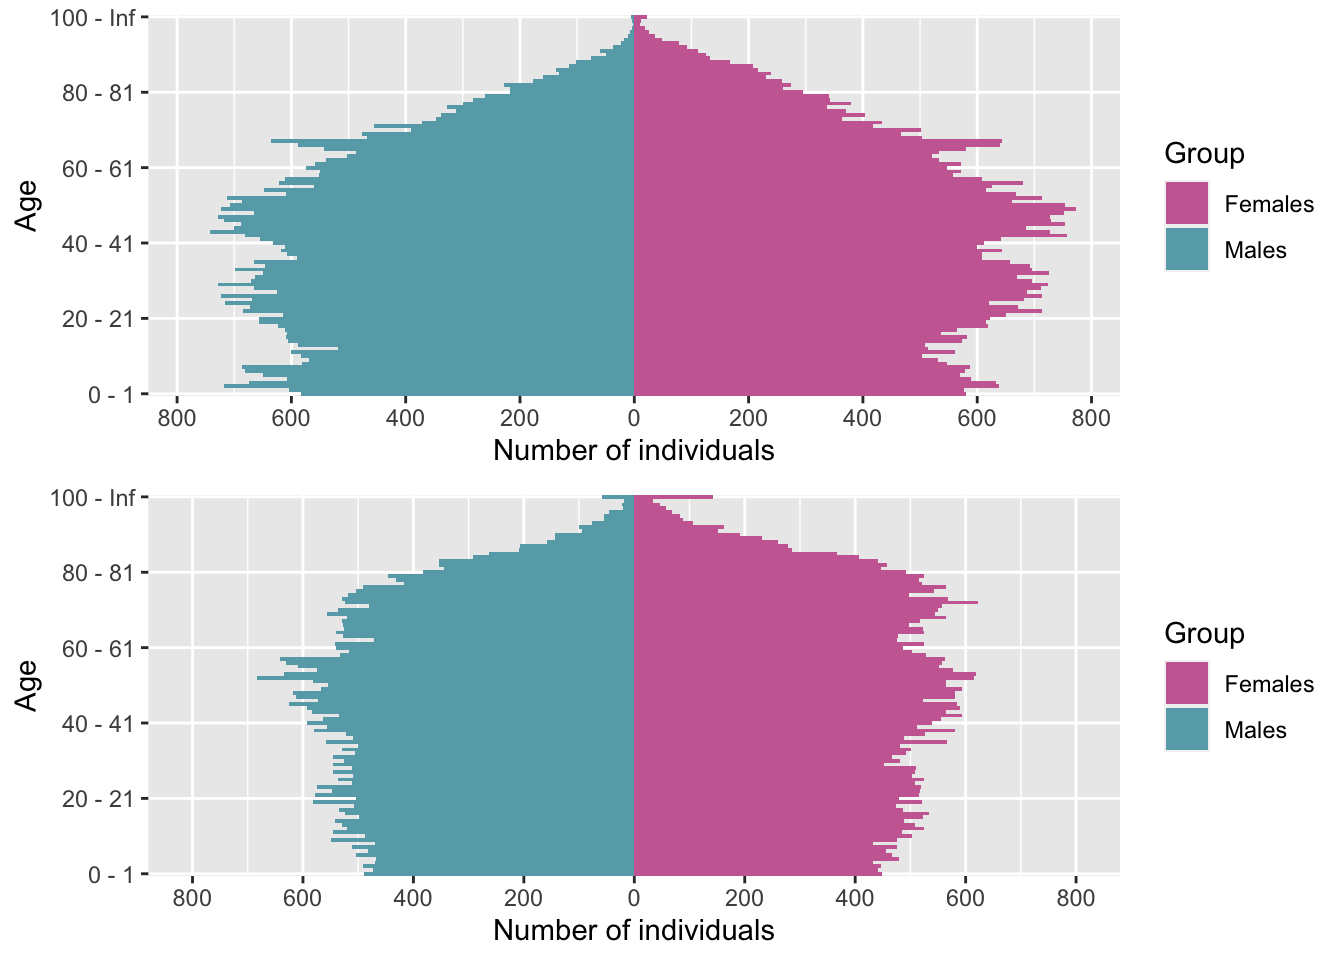 100 - Inf
80 - 81
60 - 61
40 - 41
20 - 21
0 - 1
Age
800 600 400 200 0 200 400 600 800
Number of individuals
Group
Females
Males
100 - Inf
80 - 81
60 - 61
40 - 41
20 - 21
0 - 1
Age
800 600 400 200 0 200 400 600 800
Number of individuals
Group
Females
Males